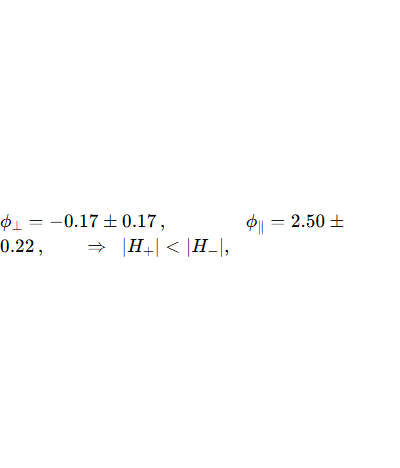 ϕ⊥ = −0.17 ± 0.17 , ϕ∥ = 2.50 ±
0.22 , ⇒ |H₊| < |H₋|,